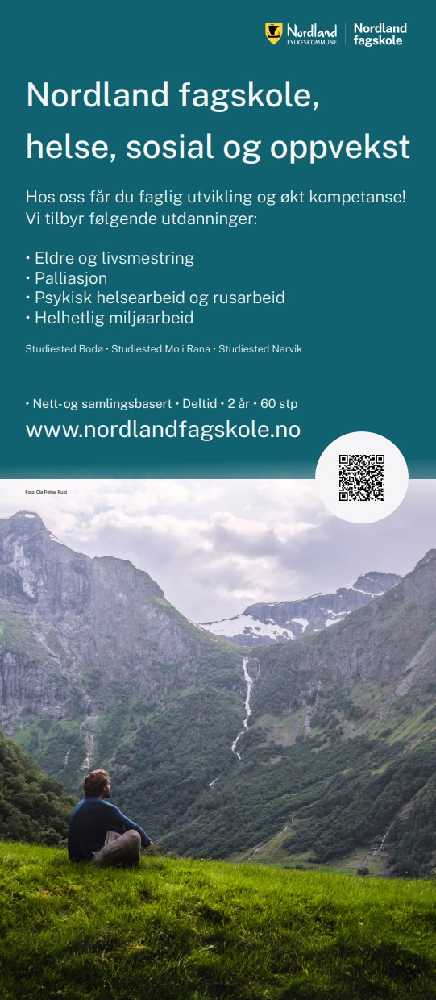 Nordland
FYLKESKOMMUNE
Nordland
fagskole
Nordland fagskole,
helse, sosial og oppvekst
Hos oss får du faglig utvikling og økt kompetanse!
Vi tilbyr følgende utdanninger:
• Eldre og livsmestring
• Palliasjon
• Psykisk helsearbeid og rusarbeid
• Helhetlig miljøarbeid
Studiested Bodø • Studiested Mo i Rana • Studiested Narvik
• Nett- og samlingsbasert • Deltid • 2 år • 60 stp
www.nordlandfagskole.no
Foto: Ole Petter Rust